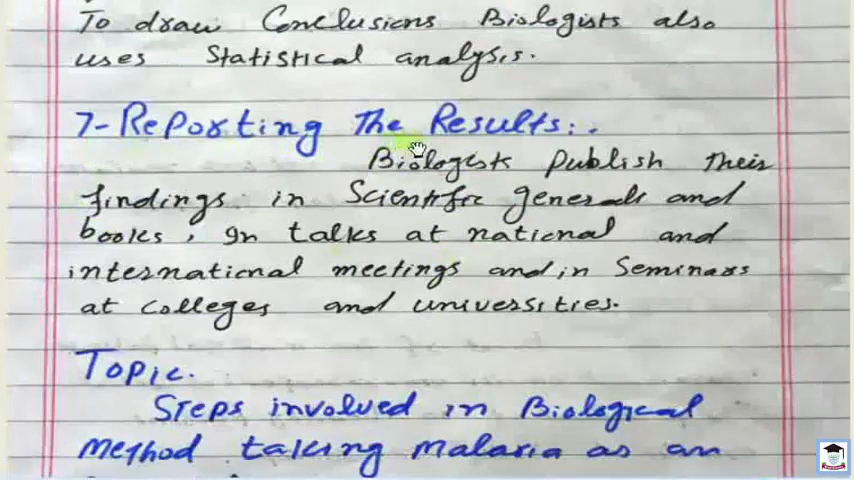 To draw Conclusions Biologists also
uses Statistical analysis.
7-Reporting The Results:.
Biologists Publish their
findings in Scientific generals and
books, In talks at national and
international meetings and in Seminars
at colleges and universities.
Topic.
Steps involved in Biological
method taking malaria as an